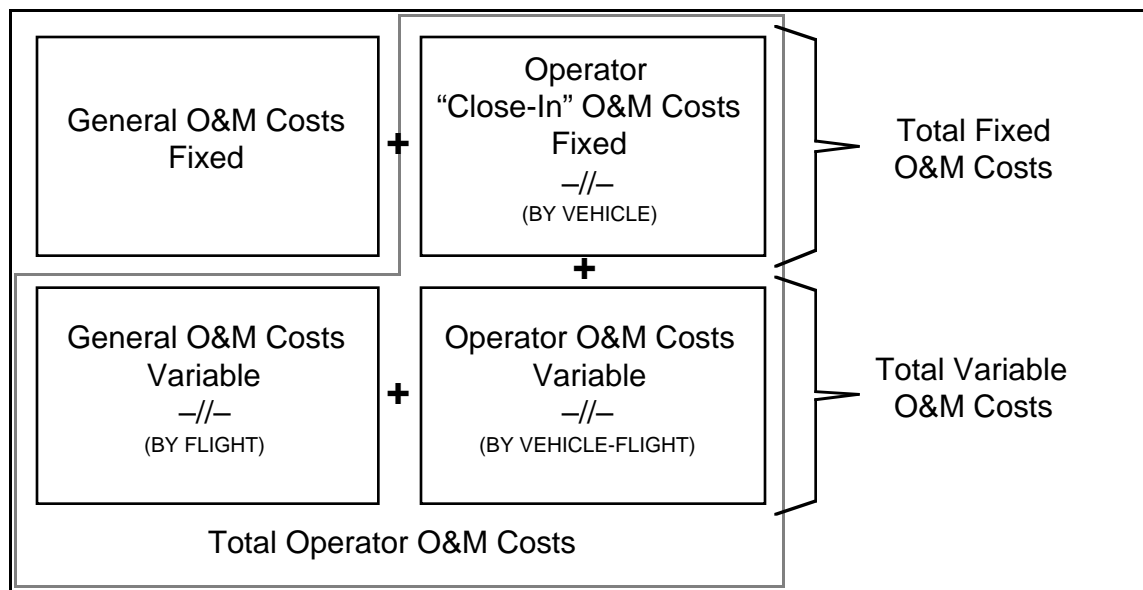 General O&M Costs
Fixed
+
Operator
“Close-In” O&M Costs
Fixed
–//–
(BY VEHICLE)
Total Fixed
O&M Costs
+
General O&M Costs
Variable
–//–
(BY FLIGHT)
+
Operator O&M Costs
Variable
–//–
(BY VEHICLE-FLIGHT)
Total Variable
O&M Costs
Total Operator O&M Costs